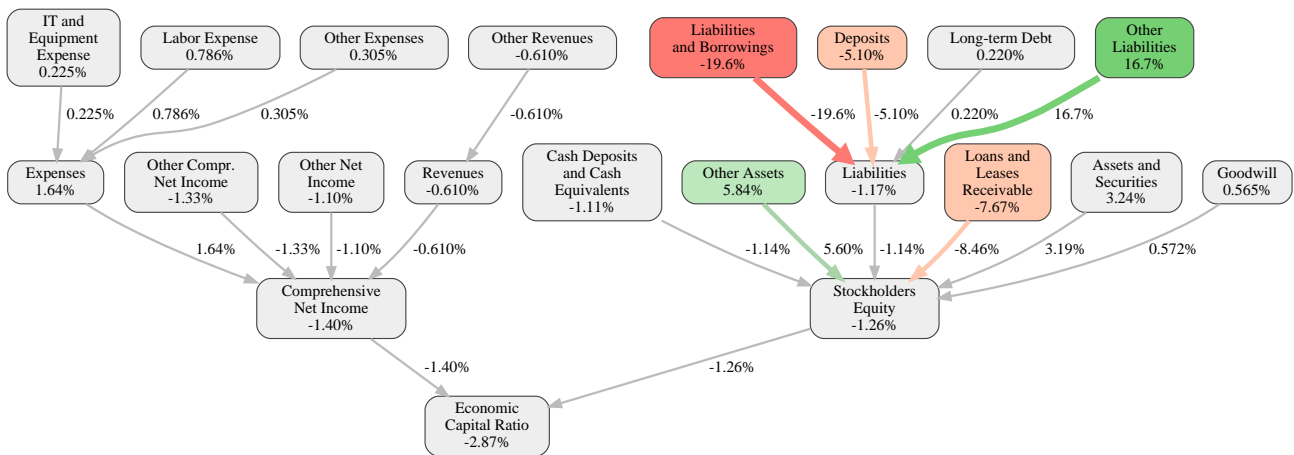 IT and
Equipment
Expense
0.225%
Labor Expense
0.786%
Other Expenses
0.305%
Other Revenues
-0.610%
Liabilities
and Borrowings
-19.6%
Deposits
-5.10%
Long-term Debt
0.220%
Other
Liabilities
16.7%
0.225%
0.786%
0.305%
-0.610%
-19.6%
-5.10%
0.220%
16.7%
Expenses
1.64%
Other Compr.
Net Income
-1.33%
Other Net
Income
-1.10%
Revenues
-0.610%
Cash Deposits
and Cash
Equivalents
-1.11%
Other Assets
5.84%
Liabilities
-1.17%
Loans and
Leases
Receivable
-7.67%
Assets and
Securities
3.24%
Goodwill
0.565%
1.64%
-1.33%
-1.10%
-0.610%
-1.14%
5.60%
-1.14%
-8.46%
3.19%
0.572%
Comprehensive
Net Income
-1.40%
Stockholders
Equity
-1.26%
-1.40%
-1.26%
Economic
Capital Ratio
-2.87%